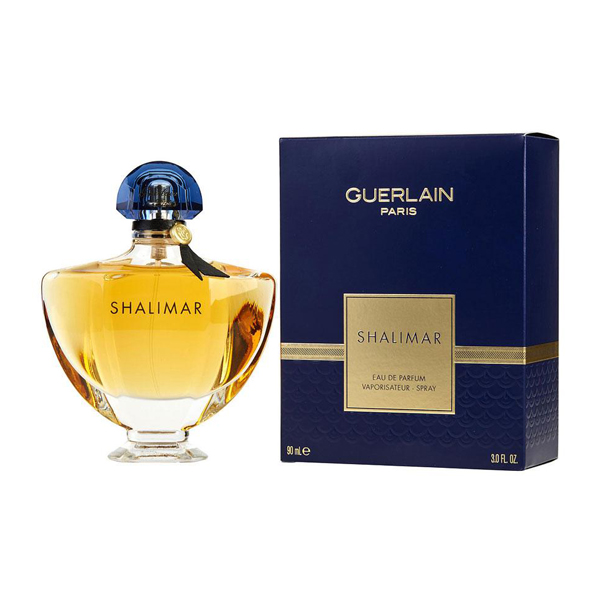 SHALIMAR
GUERLAIN
PARIS
SHALIMAR
EAU DE PARFUM
VAPORISATEUR - SPRAY
90 mL e
3.0 FL. OZ.